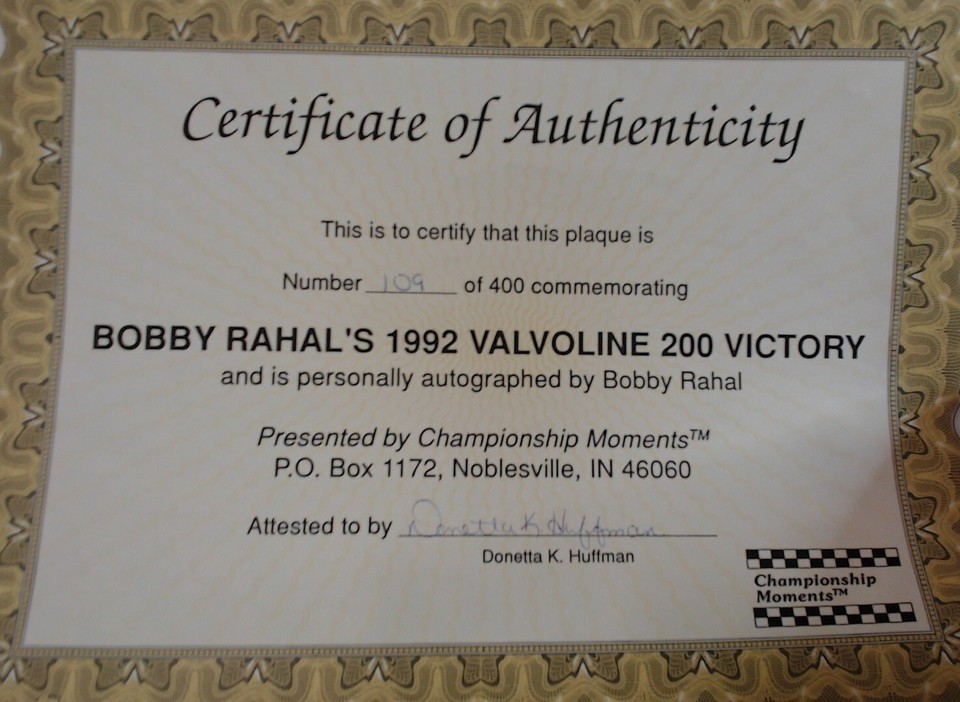 Certificate of Authenticity
This is to certify that this plaque is
Number 109 of 400 commemorating
BOBBY RAHAL'S 1992 VALVOLINE 200 VICTORY
and is personally autographed by Bobby Rahal
Presented by Championship Moments™
P.O. Box 1172, Noblesville, IN 46060
Attested to by Donetta K Huffman
Donetta K. Huffman
Championship
Moments™